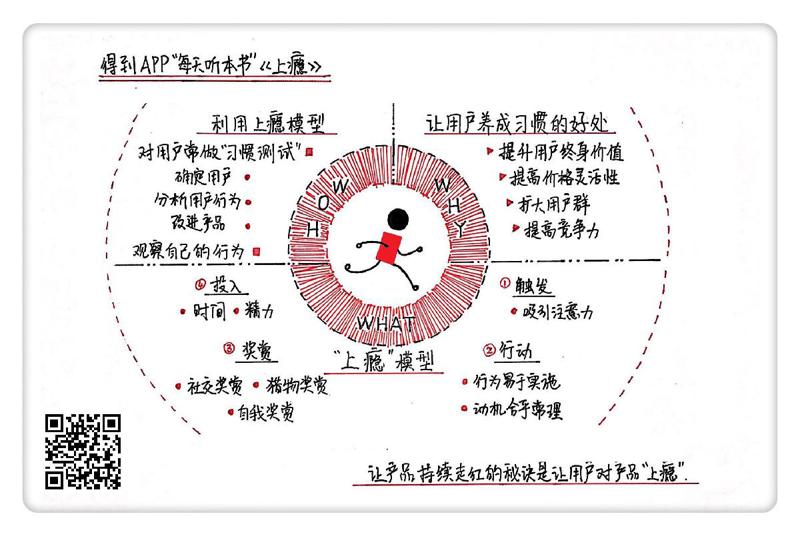 得到APP“每天听本书”《上瘾》
利用上瘾模型
对用户常做“习惯测试”
确定用户
分析用户行为
改进产品
观察自己的行为
HOW
让用户养成习惯的好处
提升用户终身价值
提高价格灵活性
扩大用户群
提高竞争力
WHY
WHAT
“上瘾”模型
① 触发
吸引注意力
② 行动
行为易于实施
动机合乎常理
③ 奖赏
社交奖赏 猎物奖赏
自我奖赏
④ 投入
时间 精力
让产品持续走红的秘诀是让用户对产品“上瘾”.